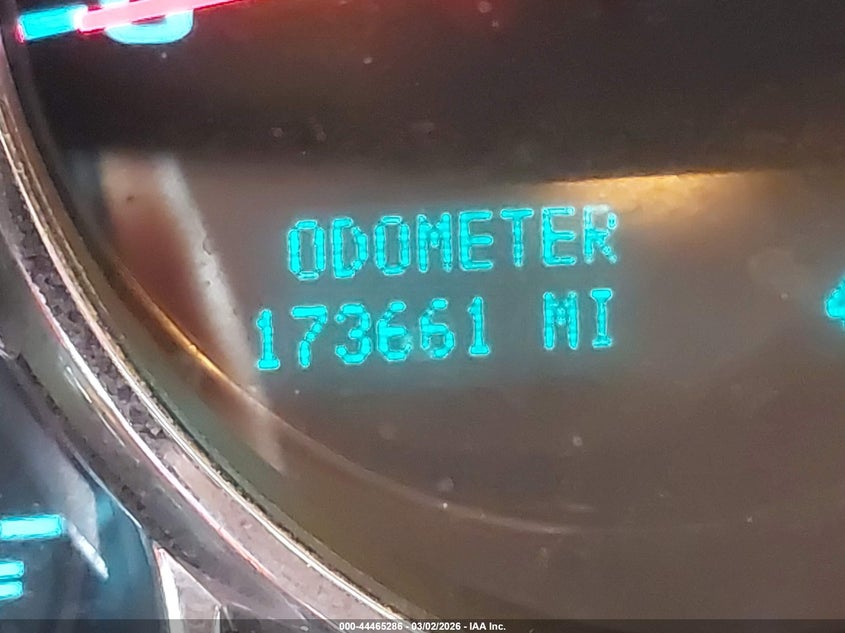 ODOMETER
173661 MI
000-44465286 - 03/02/2026 - IAA Inc.